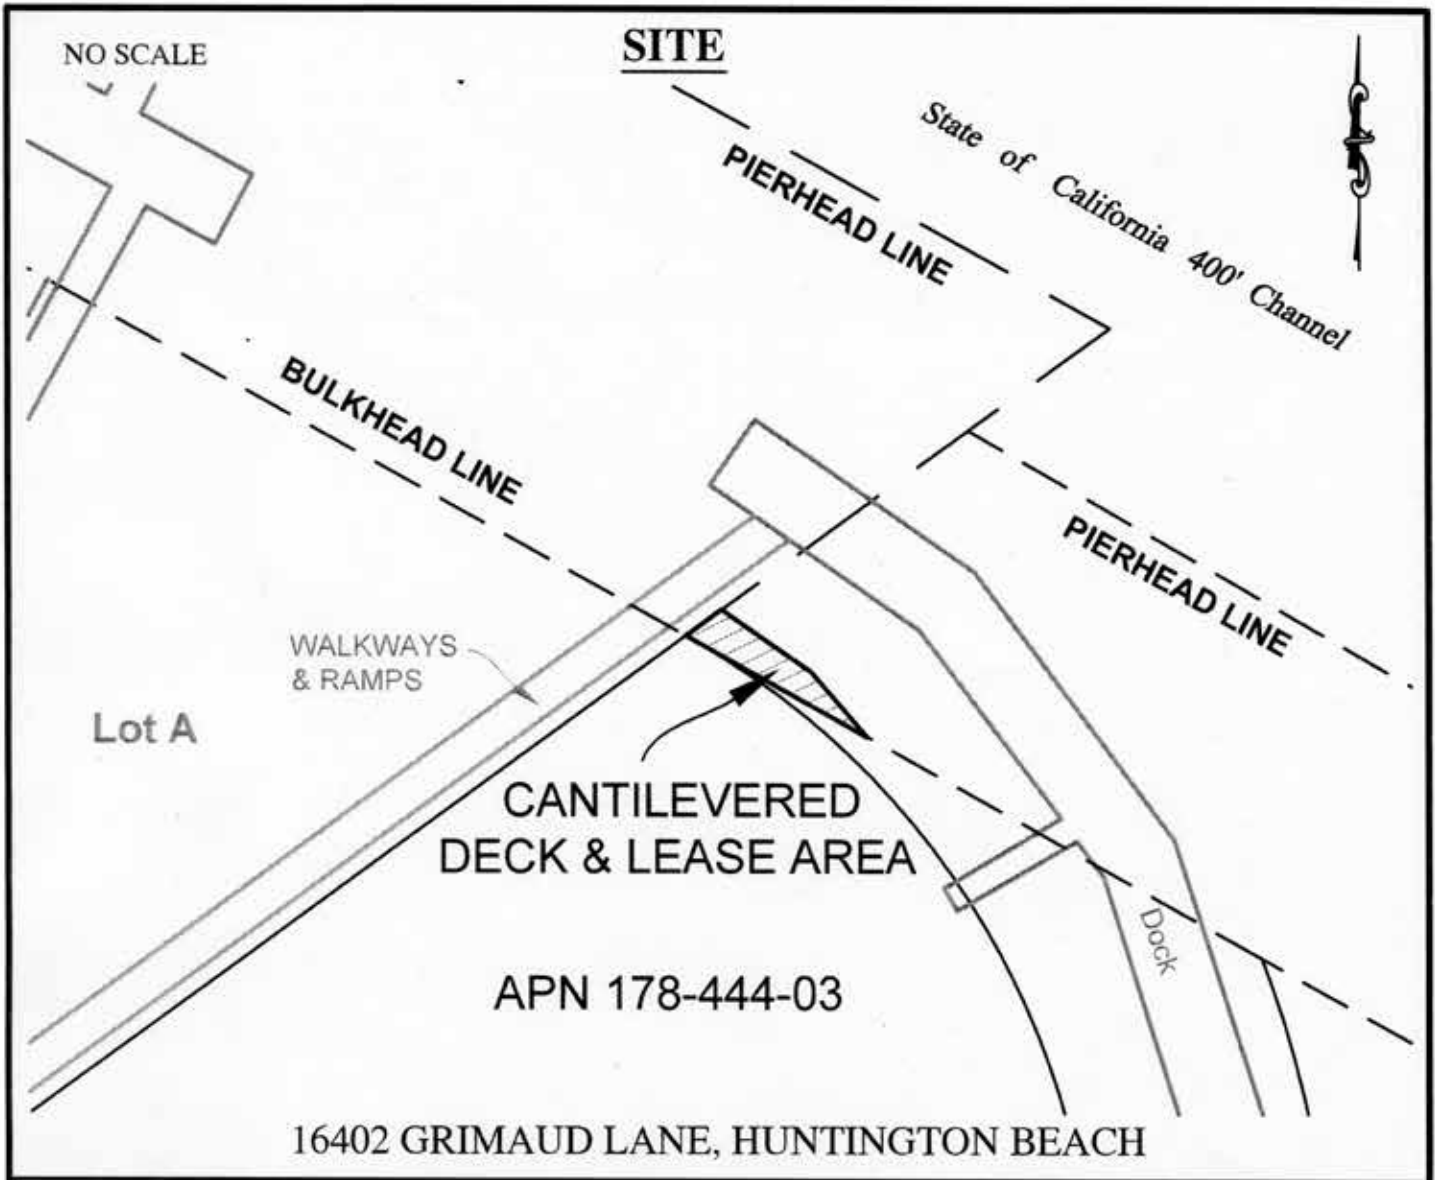 NO SCALE
SITE
State of California 400' Channel
PIERHEAD LINE
BULKHEAD LINE
PIERHEAD LINE
WALKWAYS
& RAMPS
Lot A
CANTILEVERED
DECK & LEASE AREA
Dock
APN 178-444-03
16402 GRIMAUD LANE, HUNTINGTON BEACH